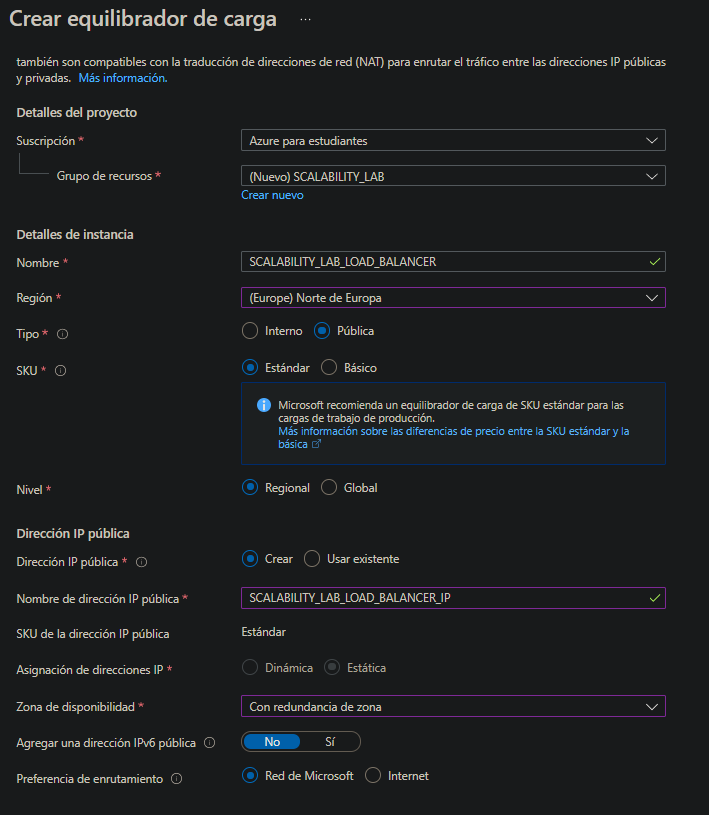 Crear equilibrador de carga ...
también son compatibles con la traducción de direcciones de red (NAT) para enrutar el tráfico entre las direcciones IP públicas
y privadas. Más información.
Detalles del proyecto
Suscripción * Azure para estudiantes
Grupo de recursos * (Nuevo) SCALABILITY_LAB
Crear nuevo
Detalles de instancia
Nombre * SCALABILITY_LAB_LOAD_BALANCER
Región * (Europe) Norte de Europa
Tipo * Interno Pública
SKU * Estándar Básico
Microsoft recomienda un equilibrador de carga de SKU estándar para las
cargas de trabajo de producción.
Más información sobre las diferencias de precio entre la SKU estándar y la
básica
Nivel * Regional Global
Dirección IP pública
Dirección IP pública * Crear Usar existente
Nombre de dirección IP pública * SCALABILITY_LAB_LOAD_BALANCER_IP
SKU de la dirección IP pública Estándar
Asignación de direcciones IP * Dinámica Estática
Zona de disponibilidad * Con redundancia de zona
Agregar una dirección IPv6 pública No Sí
Preferencia de enrutamiento Red de Microsoft Internet